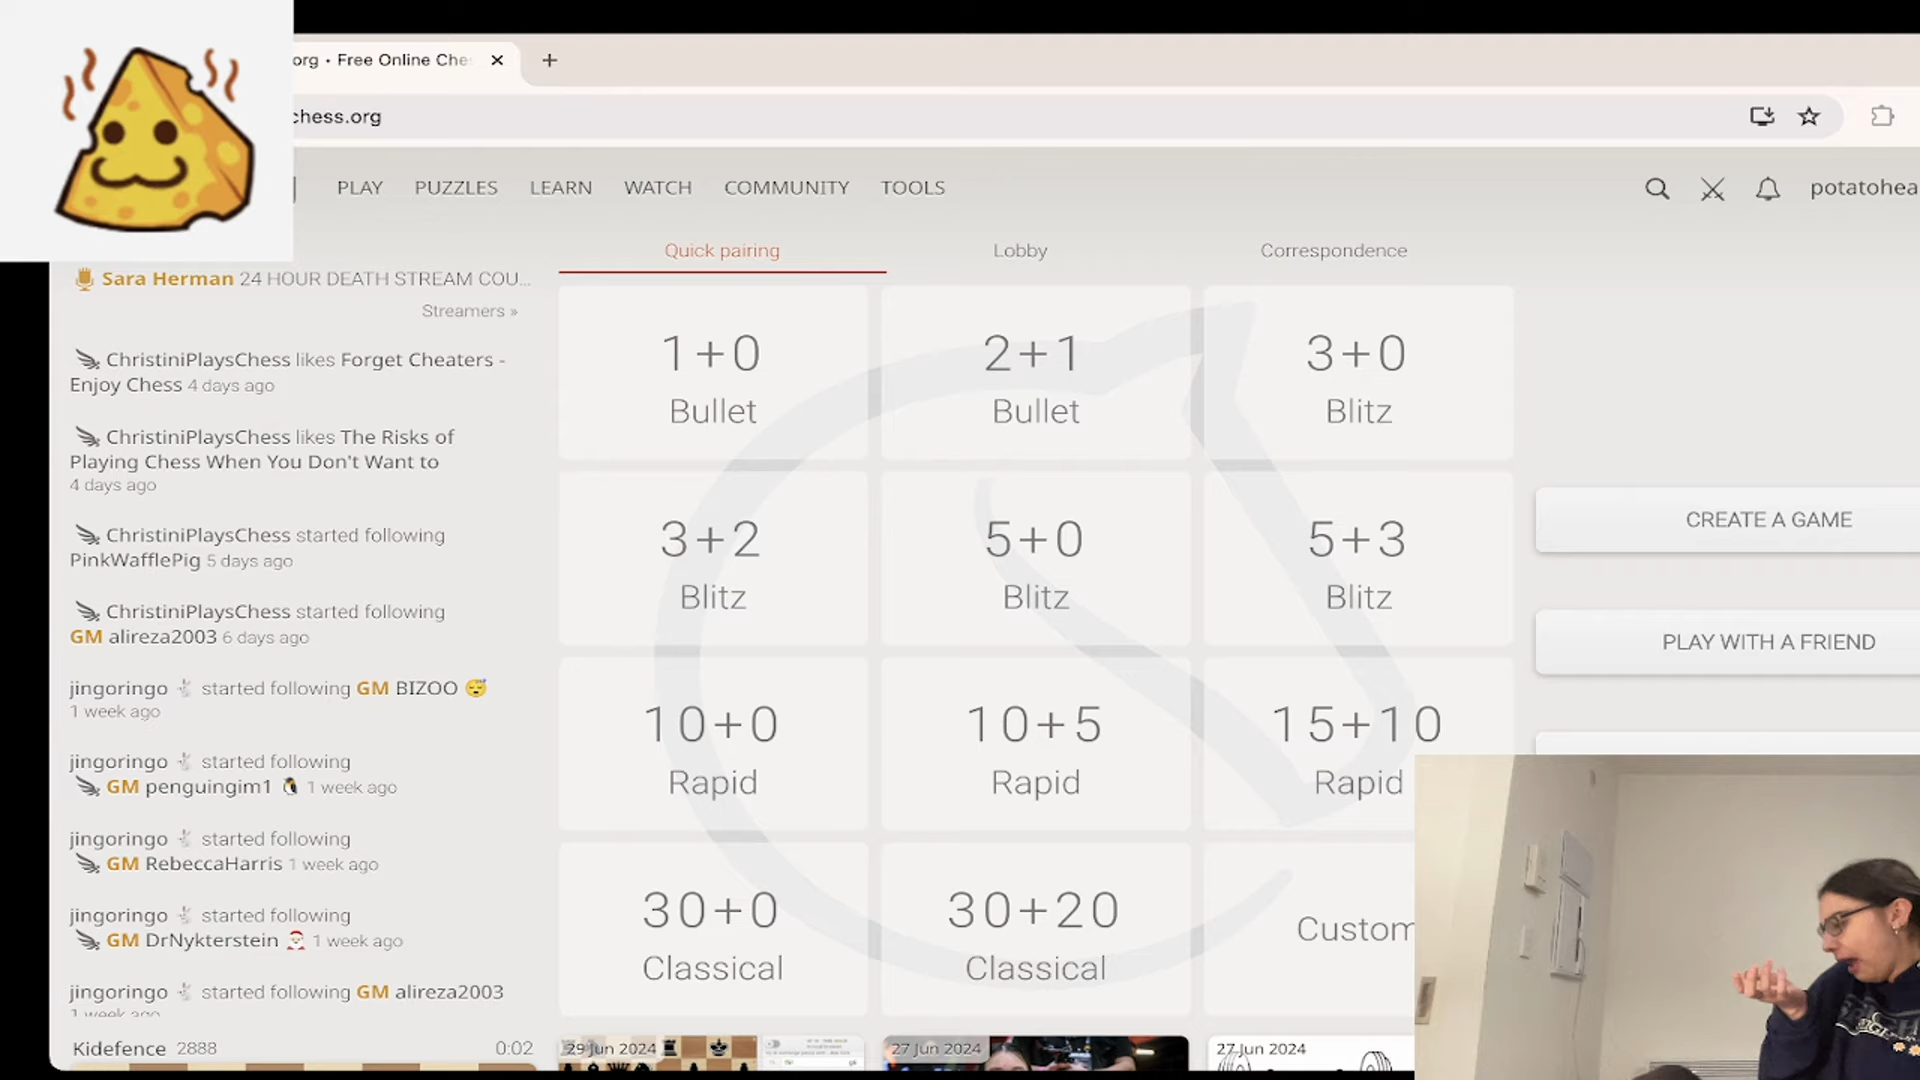 org • Free Online Che
chess.org
PLAY PUZZLES LEARN WATCH COMMUNITY TOOLS
potatohea
Quick pairing Lobby Correspondence
Sara Herman 24 HOUR DEATH STREAM COU...
Streamers »
ChristiniPlaysChess likes Forget Cheaters -
Enjoy Chess 4 days ago
ChristiniPlaysChess likes The Risks of
Playing Chess When You Don't Want to
4 days ago
ChristiniPlaysChess started following
PinkWafflePig 5 days ago
ChristiniPlaysChess started following
GM alireza2003 6 days ago
jingoringo started following GM BIZOO 😴
1 week ago
jingoringo started following
GM penguingim1 🐧 1 week ago
jingoringo started following
GM RebeccaHarris 1 week ago
jingoringo started following
GM DrNykterstein 🎅 1 week ago
jingoringo started following GM alireza2003
1 week ago
Kidefence 2888 0:02
1+0
Bullet
2+1
Bullet
3+0
Blitz
3+2
Blitz
5+0
Blitz
5+3
Blitz
10+0
Rapid
10+5
Rapid
15+10
Rapid
30+0
Classical
30+20
Classical
Custom
CREATE A GAME
PLAY WITH A FRIEND
29 Jun 2024
27 Jun 2024
27 Jun 2024